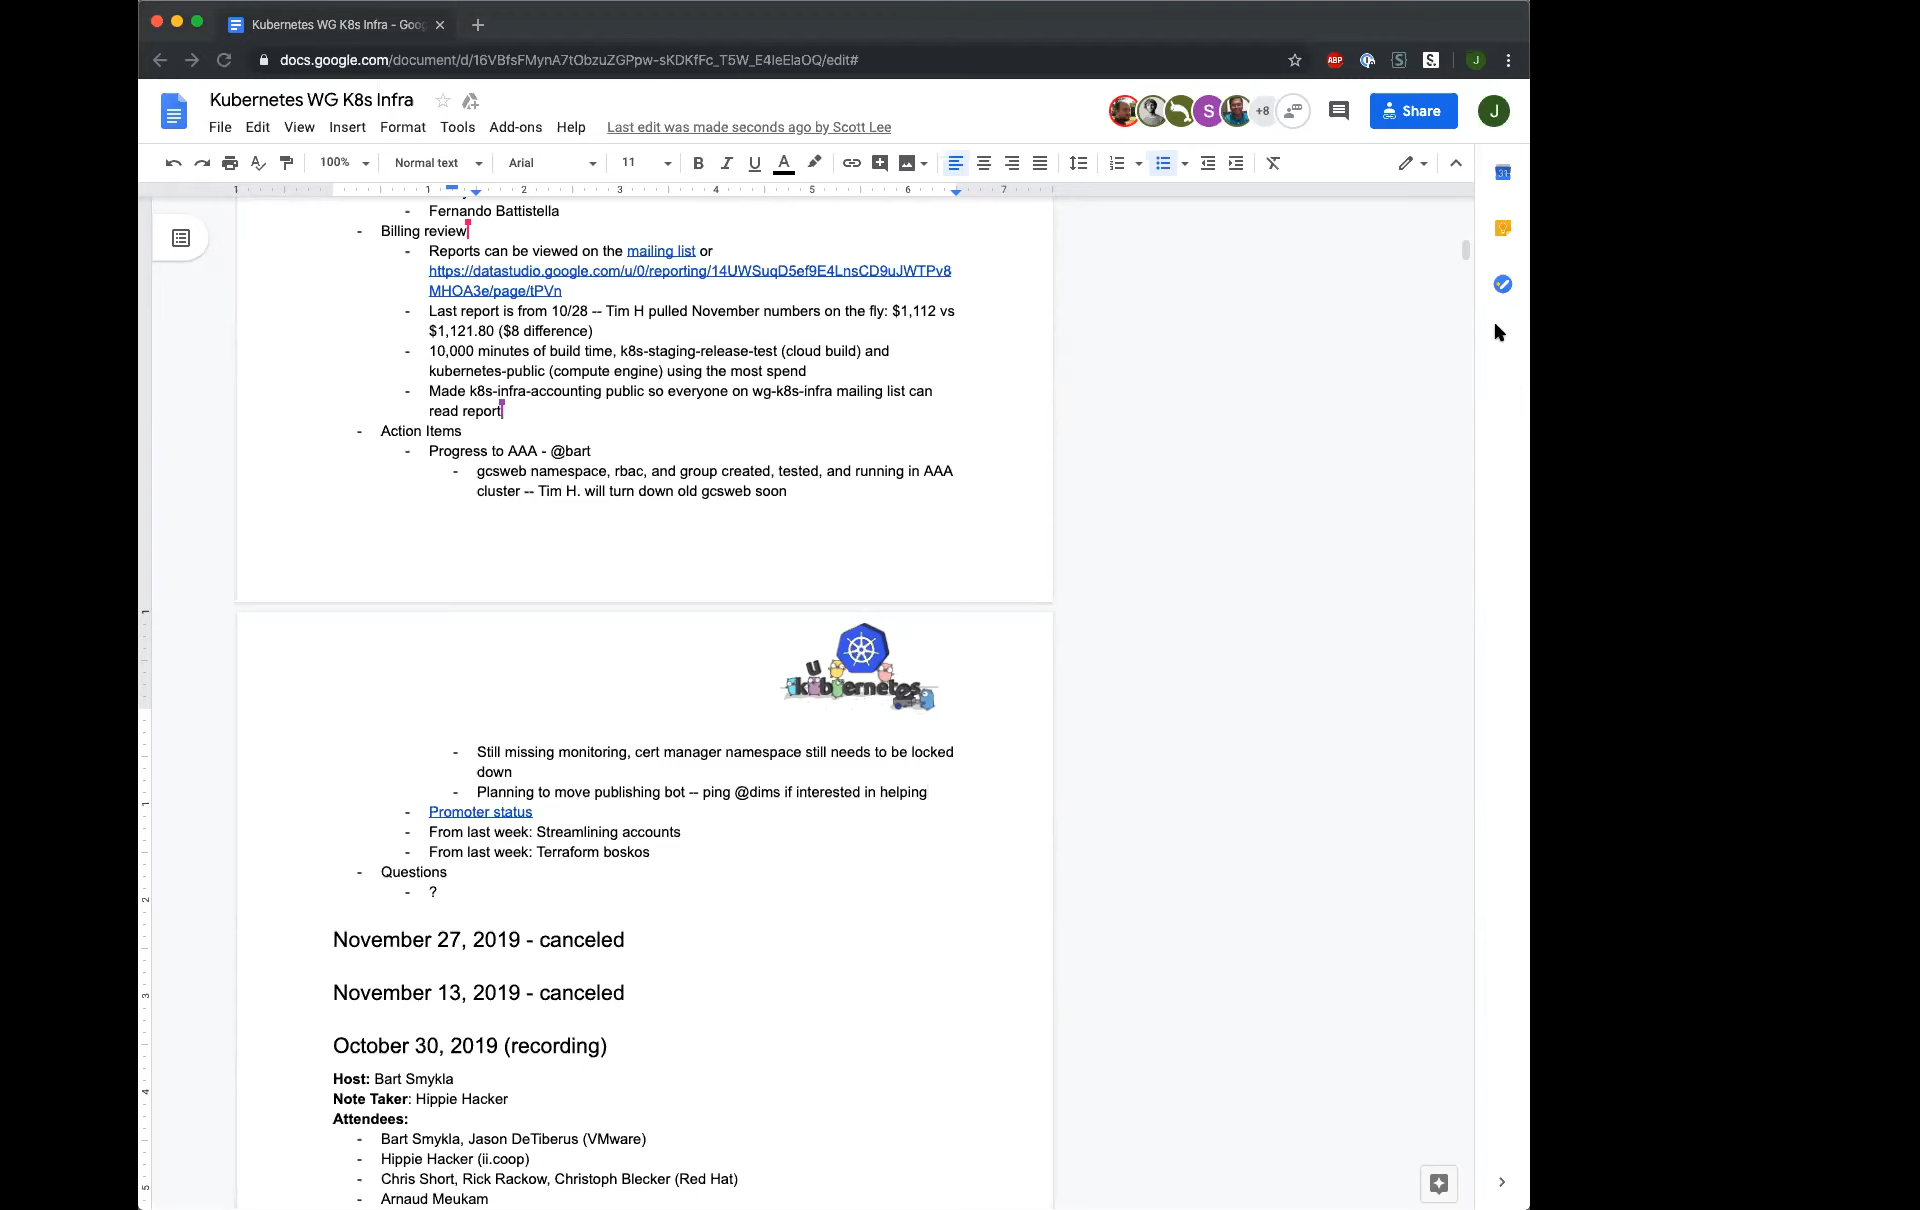 Kubernetes WG K8s Infra - Goo
docs.google.com/document/d/16VBfsFMynA7tObzuZGPpw-sKDKfFc_T5W_E4IeElaOQ/edit#
ABP
J
Kubernetes WG K8s Infra
S
+8
Share
J
File Edit View Insert Format Tools Add-ons Help Last edit was made seconds ago by Scott Lee
100% Normal text Arial 11 B I U A
1 1 2 3 4 5 6 7
31
- Fernando Battistella
- Billing review
- Reports can be viewed on the mailing list or
https://datastudio.google.com/u/0/reporting/14UWSuqD5ef9E4LnsCD9uJWTPv8
MHOA3e/page/tPVn
- Last report is from 10/28 -- Tim H pulled November numbers on the fly: $1,112 vs
$1,121.80 ($8 difference)
- 10,000 minutes of build time, k8s-staging-release-test (cloud build) and
kubernetes-public (compute engine) using the most spend
- Made k8s-infra-accounting public so everyone on wg-k8s-infra mailing list can
read report
- Action Items
- Progress to AAA - @bart
- gcsweb namespace, rbac, and group created, tested, and running in AAA
cluster -- Tim H. will turn down old gcsweb soon
kubernetes
- Still missing monitoring, cert manager namespace still needs to be locked
down
- Planning to move publishing bot -- ping @dims if interested in helping
- Promoter status
- From last week: Streamlining accounts
- From last week: Terraform boskos
- Questions
- ?
November 27, 2019 - canceled
November 13, 2019 - canceled
October 30, 2019 (recording)
Host: Bart Smykla
Note Taker: Hippie Hacker
Attendees:
- Bart Smykla, Jason DeTiberus (VMware)
- Hippie Hacker (ii.coop)
- Chris Short, Rick Rackow, Christoph Blecker (Red Hat)
- Arnaud Meukam